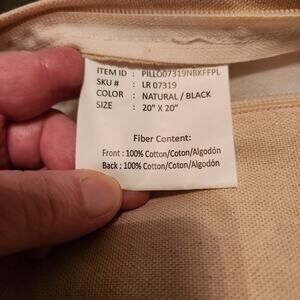 ITEM ID : PILLO07319NBKFFPL
SKU # : LR 07319
COLOR : NATURAL / BLACK
SIZE : 20" X 20"
Fiber Content:
Front : 100% Cotton/Coton/Algodón
Back : 100% Cotton/Coton/Algodón